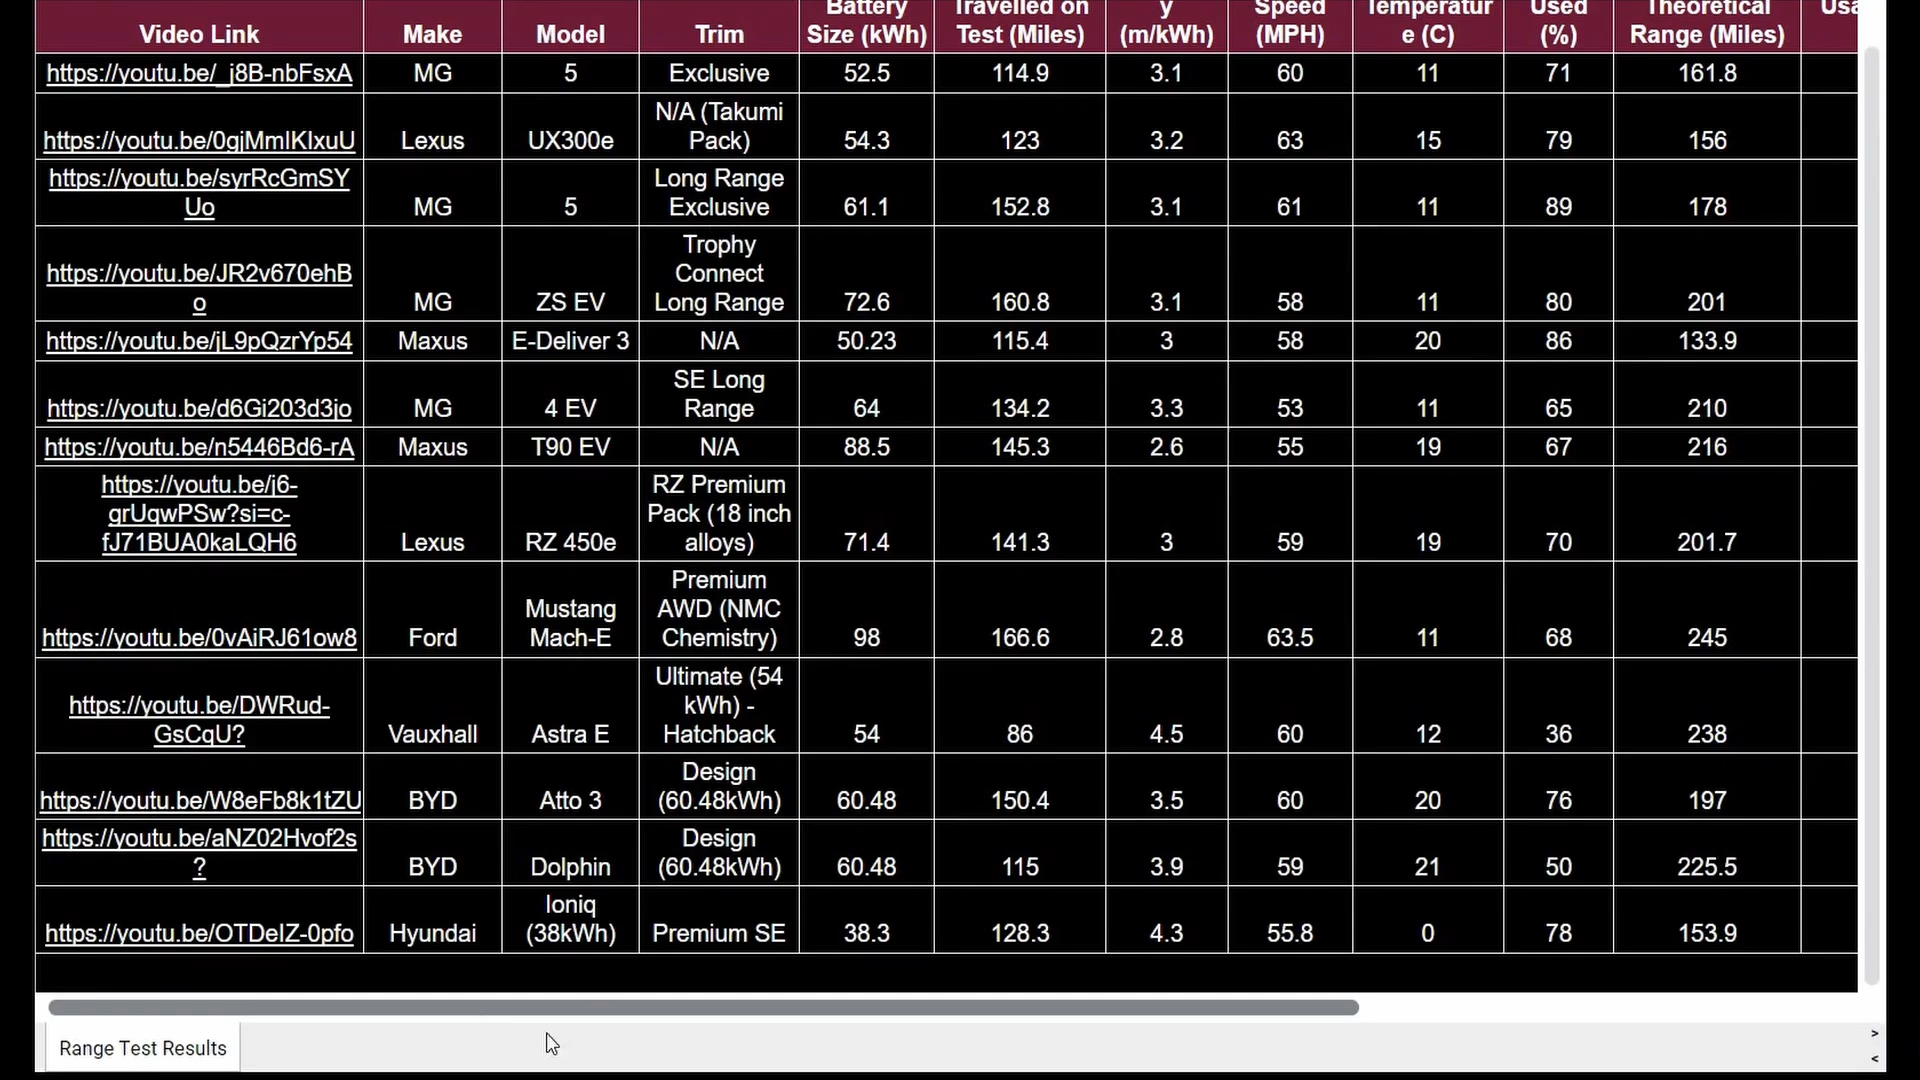 Battery Travelled on y Speed Temperatur Used Theoretical Usa
Video Link Make Model Trim Size (kWh) Test (Miles) (m/kWh) (MPH) e (C) (%) Range (Miles)
https://youtu.be/_j8B-nbFsxA MG 5 Exclusive 52.5 114.9 3.1 60 11 71 161.8
N/A (Takumi
https://youtu.be/0gjMmIKIxuU Lexus UX300e Pack) 54.3 123 3.2 63 15 79 156
https://youtu.be/syrRcGmSY Long Range
Uo MG 5 Exclusive 61.1 152.8 3.1 61 11 89 178
Trophy
https://youtu.be/JR2v670ehB Connect
o MG ZS EV Long Range 72.6 160.8 3.1 58 11 80 201
https://youtu.be/jL9pQzrYp54 Maxus E-Deliver 3 N/A 50.23 115.4 3 58 20 86 133.9
SE Long
https://youtu.be/d6Gi203d3jo MG 4 EV Range 64 134.2 3.3 53 11 65 210
https://youtu.be/n5446Bd6-rA Maxus T90 EV N/A 88.5 145.3 2.6 55 19 67 216
https://youtu.be/j6- RZ Premium
grUqwPSw?si=c- Pack (18 inch
fJ71BUA0kaLQH6 Lexus RZ 450e alloys) 71.4 141.3 3 59 19 70 201.7
Premium
Mustang AWD (NMC
https://youtu.be/0vAiRJ61ow8 Ford Mach-E Chemistry) 98 166.6 2.8 63.5 11 68 245
Ultimate (54
https://youtu.be/DWRud- kWh) -
GsCqU? Vauxhall Astra E Hatchback 54 86 4.5 60 12 36 238
Design
https://youtu.be/W8eFb8k1tZU BYD Atto 3 (60.48kWh) 60.48 150.4 3.5 60 20 76 197
https://youtu.be/aNZ02Hvof2s Design
? BYD Dolphin (60.48kWh) 60.48 115 3.9 59 21 50 225.5
Ioniq
https://youtu.be/OTDeIZ-0pfo Hyundai (38kWh) Premium SE 38.3 128.3 4.3 55.8 0 78 153.9
Range Test Results